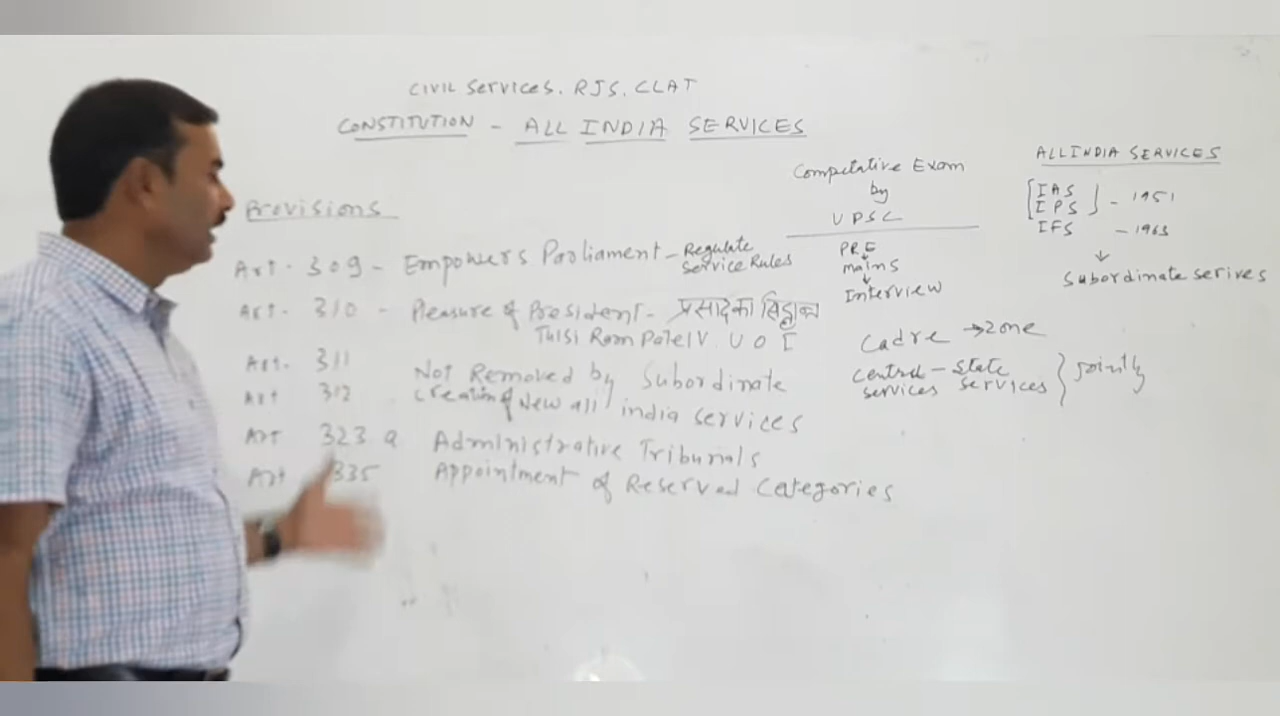 CIVIL Services. RJS. CLAT
CONSTITUTION - ALL INDIA SERVICES
Provisions
Art. 309 - Empowers Parliament - Regulate Service Rules
Art. 310 - Pleasure of President - प्रसाद का सिद्धान्त
Tulsi Ram Patel V. U O I
Art. 311 Not Removed by Subordinate
Art 312 Creation of New all india services
Art 323 a Administrative Tribunals
Art 335 Appointment of Reserved Categories
Competative Exam
by
UPSC
PRE
mains
Interview
Cadre → Zone
Central - State
services services } Jointly
ALL INDIA SERVICES
[IAS
IPS] - 1951
IFS - 1963
Subordinate serives